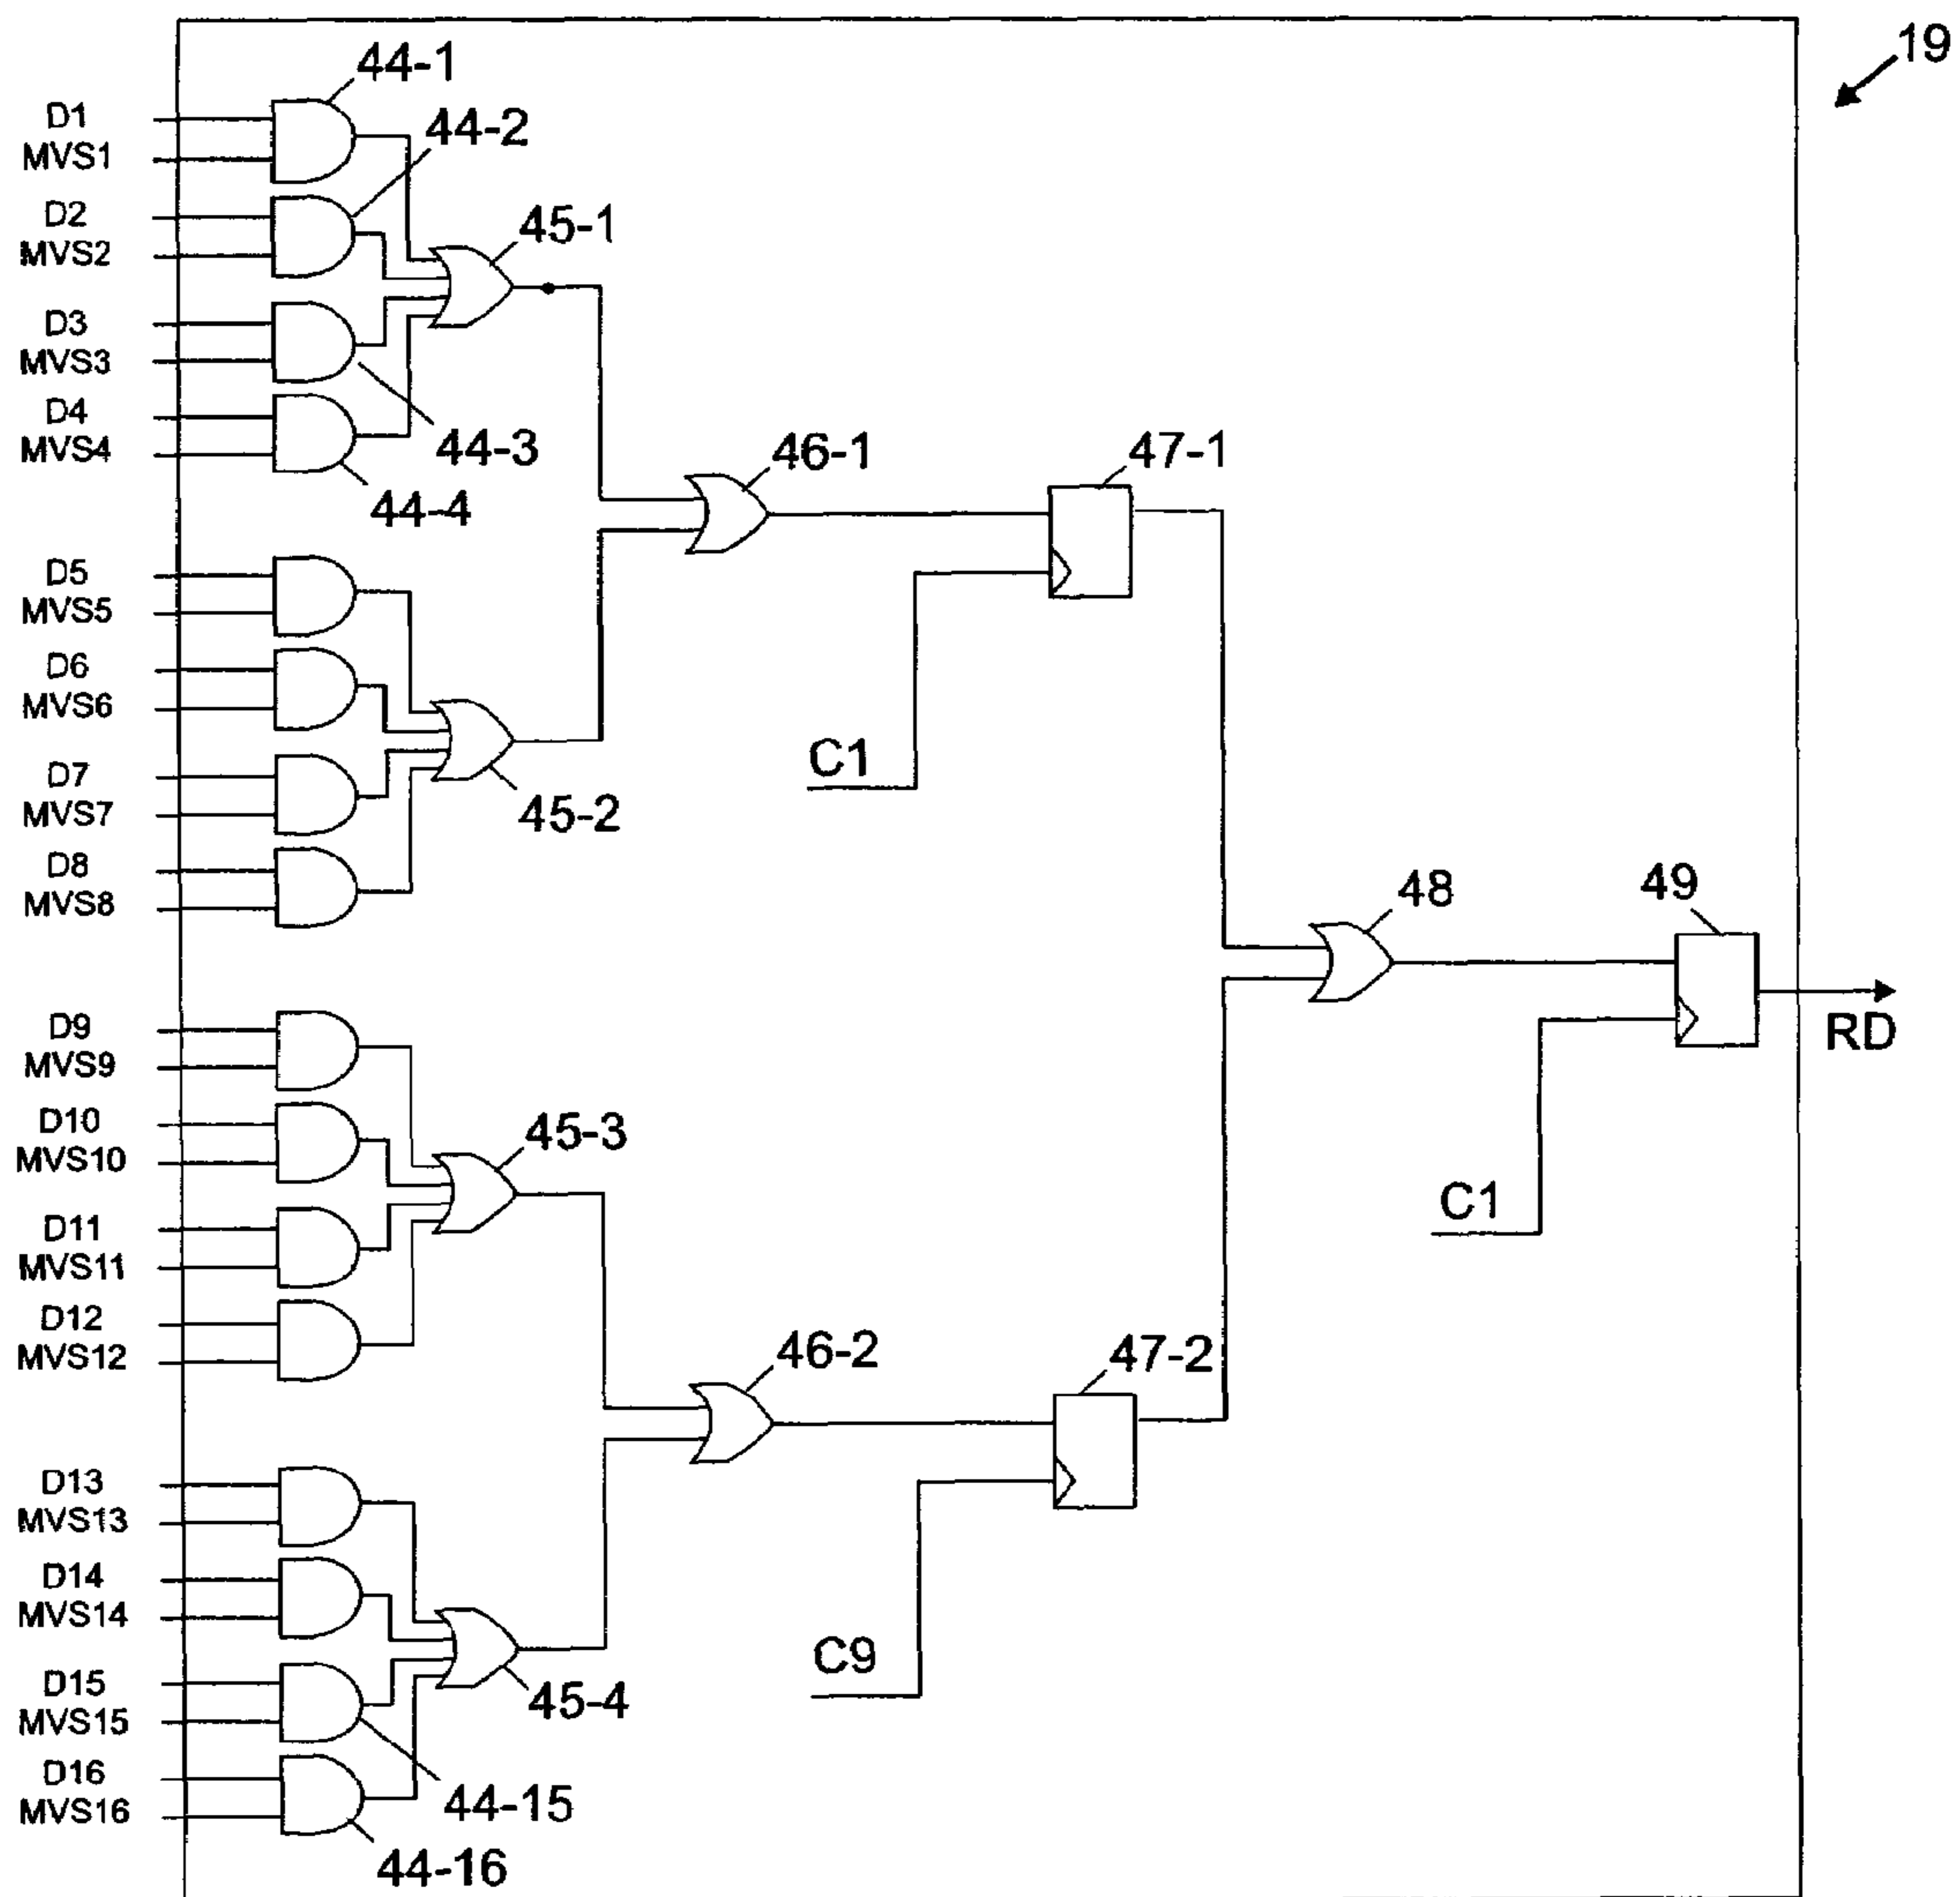 19
44-1
D1
MVS1
44-2
D2
MVS2
45-1
D3
MVS3
D4
MVS4
44-3
44-4
46-1
47-1
D5
MVS5
D6
MVS6
D7
MVS7
C1
45-2
D8
MVS8
48
49
D9
MVS9
RD
D10
MVS10
45-3
D11
MVS11
C1
D12
MVS12
46-2
47-2
D13
MVS13
D14
MVS14
C9
D15
MVS15
45-4
D16
MVS16
44-15
44-16